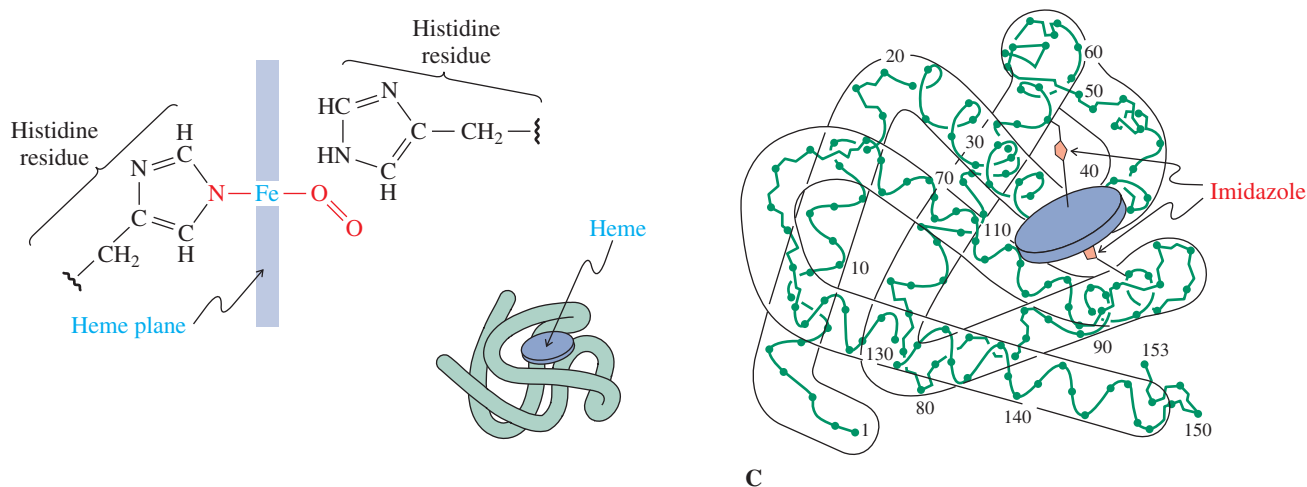 Histidine
residue
Histidine
residue
H
C
N
N
C
C
H
CH₂
Fe
O
O
N
HC
C
CH₂
HN
C
H
Heme plane
Heme
60
20
50
30
40
70
Imidazole
110
10
130
90
153
80
140
1
150
C